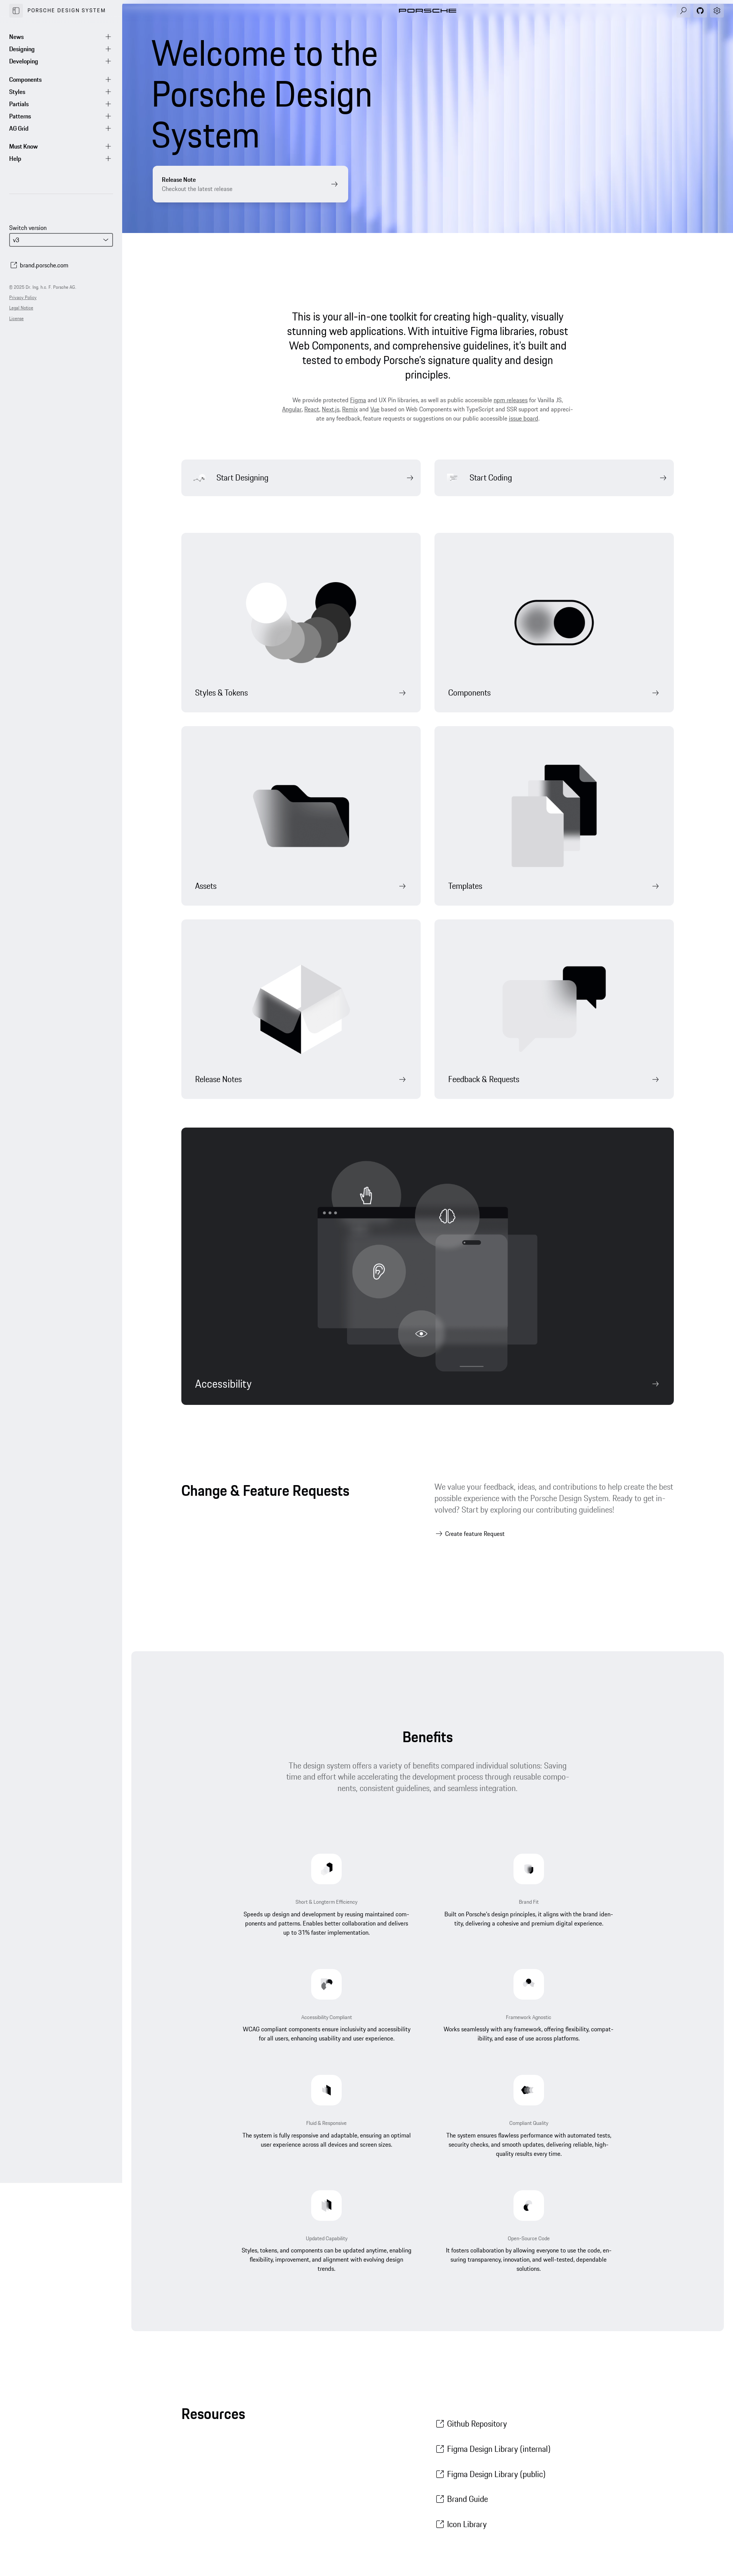 PORSCHE DESIGN SYSTEM
PORSCHE
News
Designing
Developing
Components
Styles
Partials
Patterns
AG Grid
Must Know
Help
Switch version
v3
brand.porsche.com
© 2025 Dr. Ing. h.c. F. Porsche AG.
Privacy Policy
Legal Notice
License
Welcome to the
Porsche Design
System
Release Note
Checkout the latest release
This is your all-in-one toolkit for creating high-quality, visually
stunning web applications. With intuitive Figma libraries, robust
Web Components, and comprehensive guidelines, it's built and
tested to embody Porsche's signature quality and design
principles.
We provide protected Figma and UX Pin libraries, as well as public accessible npm releases for Vanilla JS,
Angular, React, Next.js, Remix and Vue based on Web Components with TypeScript and SSR support and appreci-
ate any feedback, feature requests or suggestions on our public accessible issue board.
Start Designing
Start Coding
Styles & Tokens
Components
Assets
Templates
Release Notes
Feedback & Requests
Accessibility
Change & Feature Requests
We value your feedback, ideas, and contributions to help create the best
possible experience with the Porsche Design System. Ready to get in-
volved? Start by exploring our contributing guidelines!
Create feature Request
Benefits
The design system offers a variety of benefits compared individual solutions: Saving
time and effort while accelerating the development process through reusable compo-
nents, consistent guidelines, and seamless integration.
Short & Longterm Efficiency
Speeds up design and development by reusing maintained com-
ponents and patterns. Enables better collaboration and delivers
up to 31% faster implementation.
Brand Fit
Built on Porsche's design principles, it aligns with the brand iden-
tity, delivering a cohesive and premium digital experience.
Accessibility Compliant
WCAG compliant components ensure inclusivity and accessibility
for all users, enhancing usability and user experience.
Framework Agnostic
Works seamlessly with any framework, offering flexibility, compat-
ibility, and ease of use across platforms.
Fluid & Responsive
The system is fully responsive and adaptable, ensuring an optimal
user experience across all devices and screen sizes.
Compliant Quality
The system ensures flawless performance with automated tests,
security checks, and smooth updates, delivering reliable, high-
quality results every time.
Updated Capability
Styles, tokens, and components can be updated anytime, enabling
flexibility, improvement, and alignment with evolving design
trends.
Open-Source Code
It fosters collaboration by allowing everyone to use the code, en-
suring transparency, innovation, and well-tested, dependable
solutions.
Resources
Github Repository
Figma Design Library (internal)
Figma Design Library (public)
Brand Guide
Icon Library